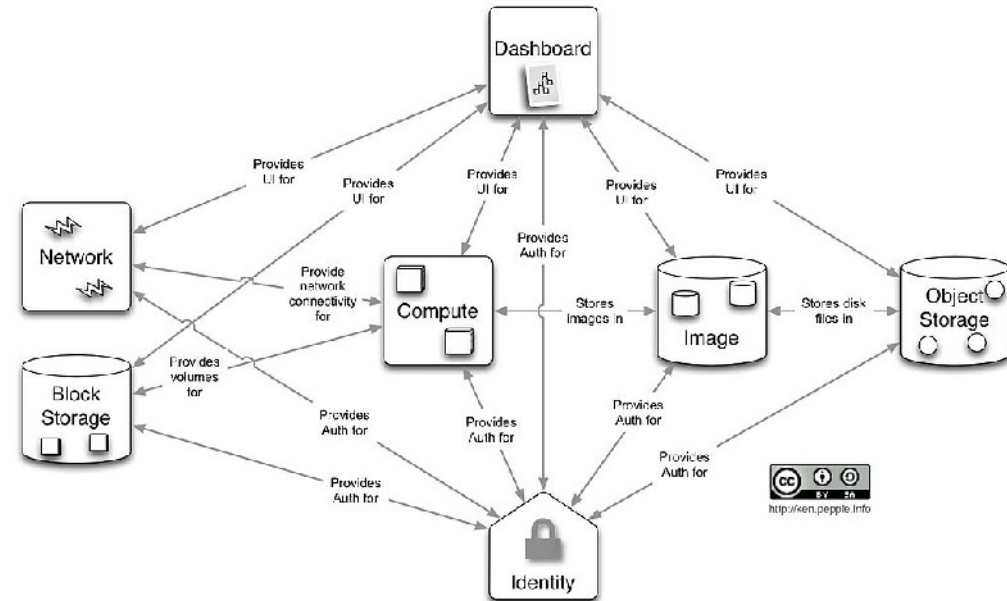 Dashboard
Provides
UI for
Provides
UI for
Provides
UI for
Provides
UI for
Provides
UI for
Network
Provides
Auth for
Provide
network
connectivity
for
Compute
Stores
images in
Image
Stores disk
files in
Object
Storage
Provides
volumes
for
Block
Storage
Provides
Auth for
Provides
Auth for
Provides
Auth for
Provides
Auth for
Provides
Auth for
Identity
CC
BY SA
http://ken.pepple.info